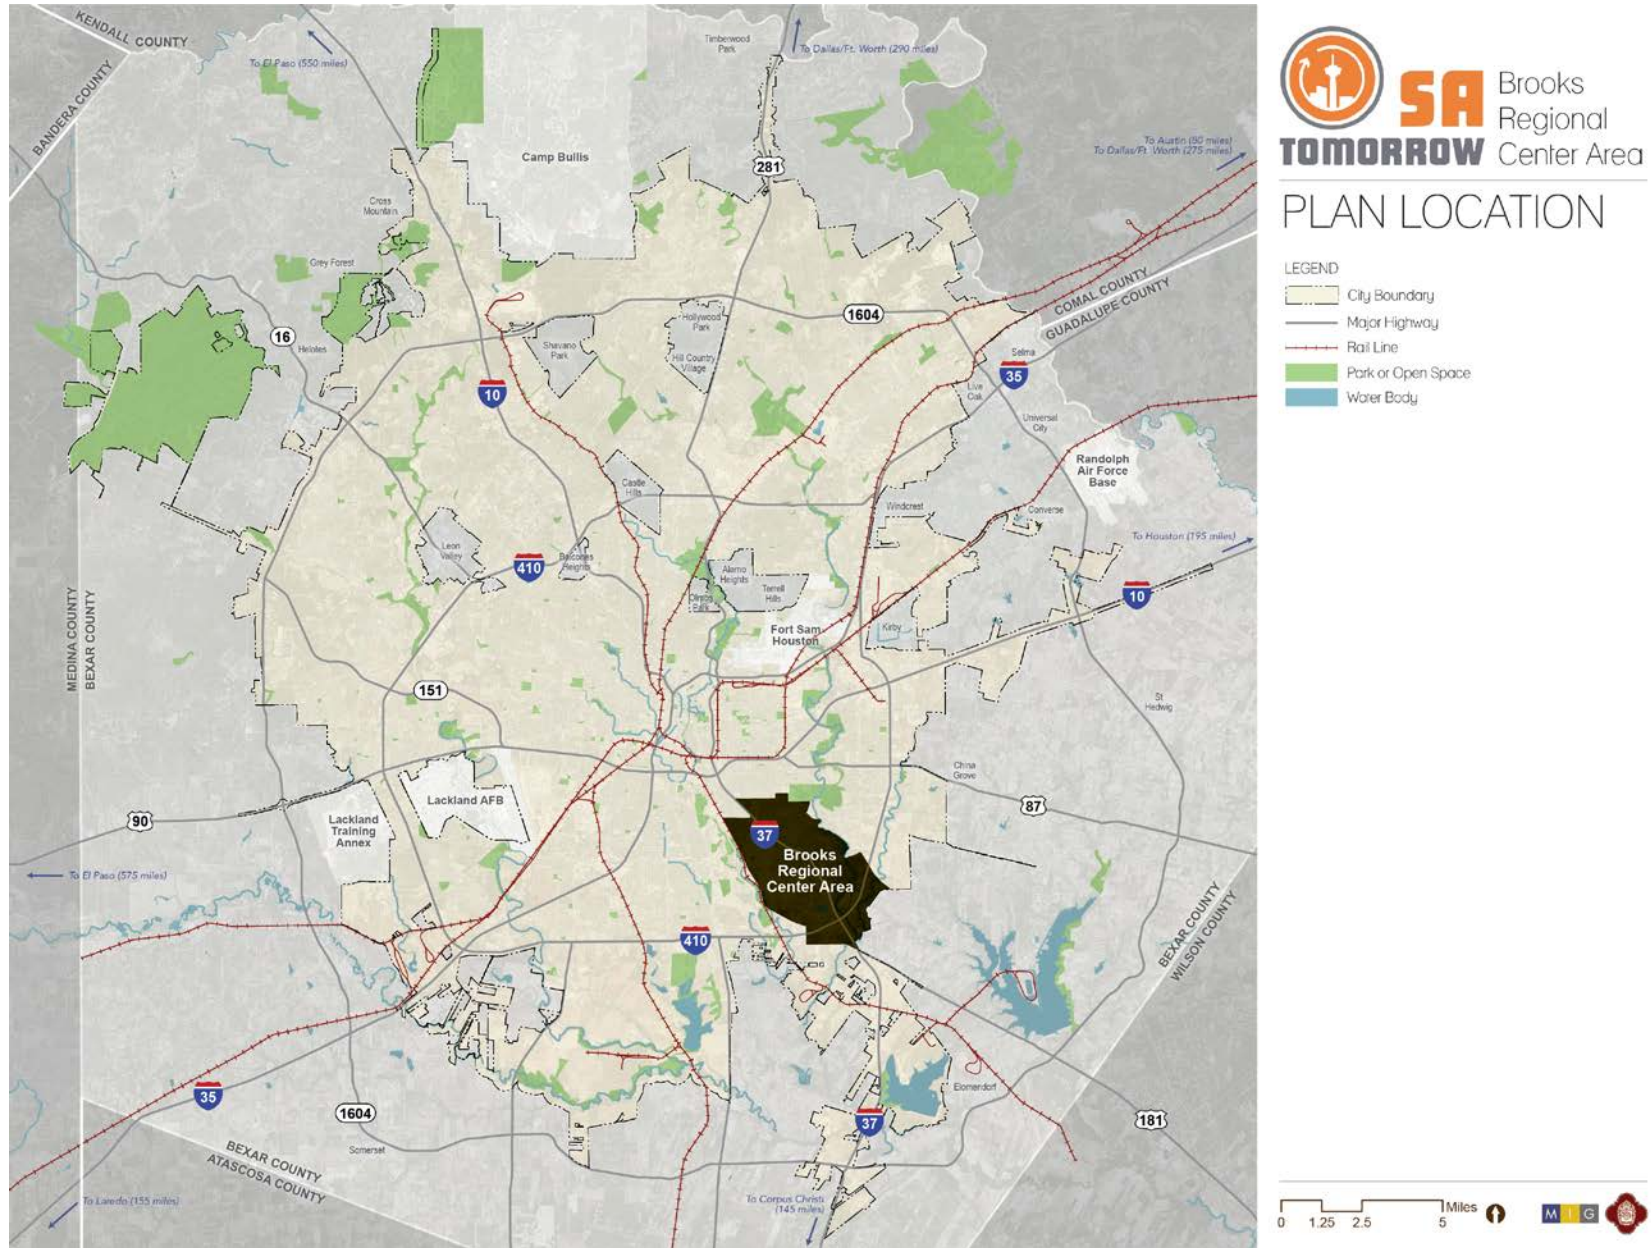 KENDALL COUNTY
BANDERA COUNTY
To El Paso (550 miles)
Timberwood
Park
To Dallas/Ft. Worth (290 miles)
To Austin (80 miles)
To Dallas/Ft. Worth (275 miles)
Camp Bullis
281
Cross
Mountain
Grey Forest
COMAL COUNTY
GUADALUPE COUNTY
16
Helotes
Shavano
Park
Hollywood
Park
Hill Country
Village
1604
Selma
35
10
Live
Oak
Universal
City
Randolph
Air Force
Base
Castle
Hills
Windcrest
Converse
To Houston (195 miles)
Leon
Valley
410
Balcones
Heights
Alamo
Heights
Olmos
Park
Terrell
Hills
10
MEDINA COUNTY
BEXAR COUNTY
Fort Sam
Houston
Kirby
151
St
Hedwig
China
Grove
Lackland AFB
87
90
Lackland
Training
Annex
37
Brooks
Regional
Center Area
To El Paso (575 miles)
BEXAR COUNTY
WILSON COUNTY
410
35
1604
Elmendorf
37
181
Somerset
BEXAR COUNTY
ATASCOSA COUNTY
To Laredo (155 miles)
To Corpus Christi
(145 miles)
SA
TOMORROW
Brooks
Regional
Center Area
PLAN LOCATION
LEGEND
City Boundary
Major Highway
Rail Line
Park or Open Space
Water Body
Miles
0 1.25 2.5 5
M I G